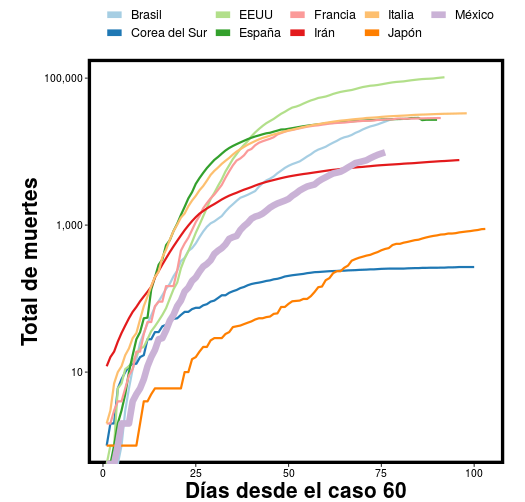 Brasil EEUU Francia Italia México
Corea del Sur España Irán Japón
100,000
1,000
10
Total de muertes
0 25 50 75 100
Días desde el caso 60